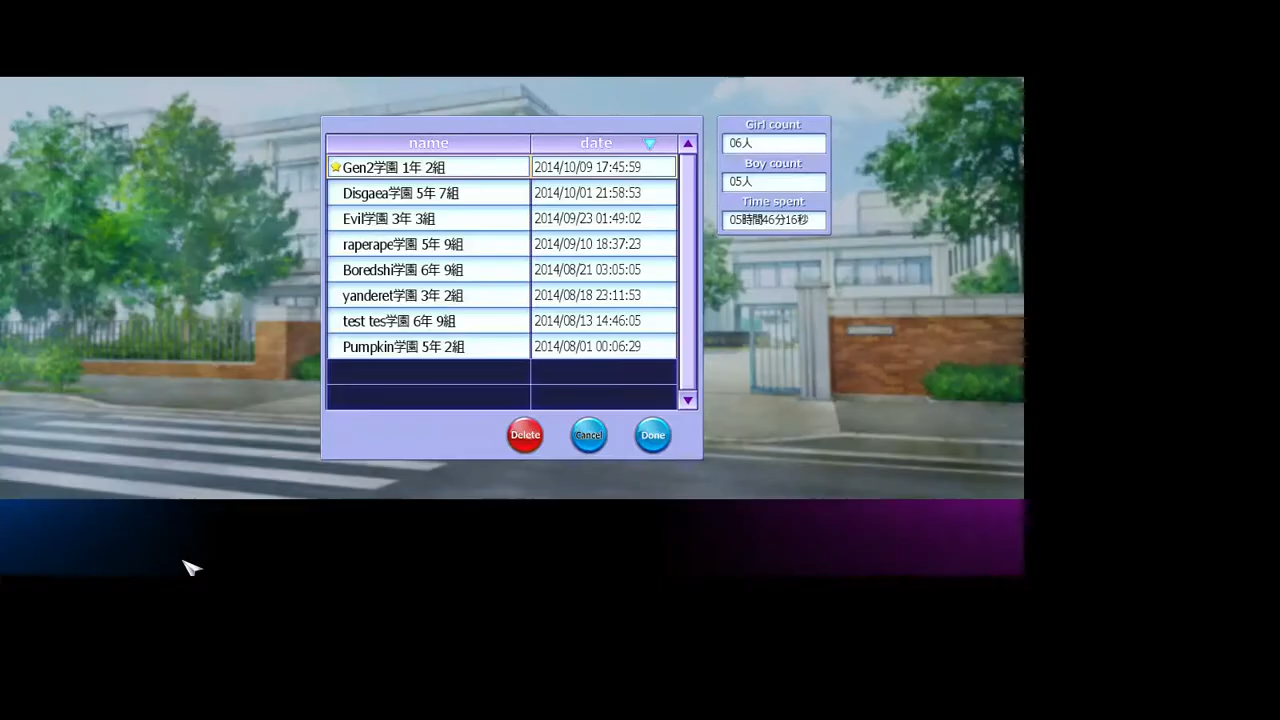 name date
Gen2学園 1年 2組 2014/10/09 17:45:59
Disgaea学園 5年 7組 2014/10/01 21:58:53
Evil学園 3年 3組 2014/09/23 01:49:02
raperape学園 5年 9組 2014/09/10 18:37:23
Boredshi学園 6年 9組 2014/08/21 03:05:05
yanderet学園 3年 2組 2014/08/18 23:11:53
test tes学園 6年 9組 2014/08/13 14:46:05
Pumpkin学園 5年 2組 2014/08/01 00:06:29
Delete Cancel Done
Girl count
06人
Boy count
05人
Time spent
05時間46分16秒